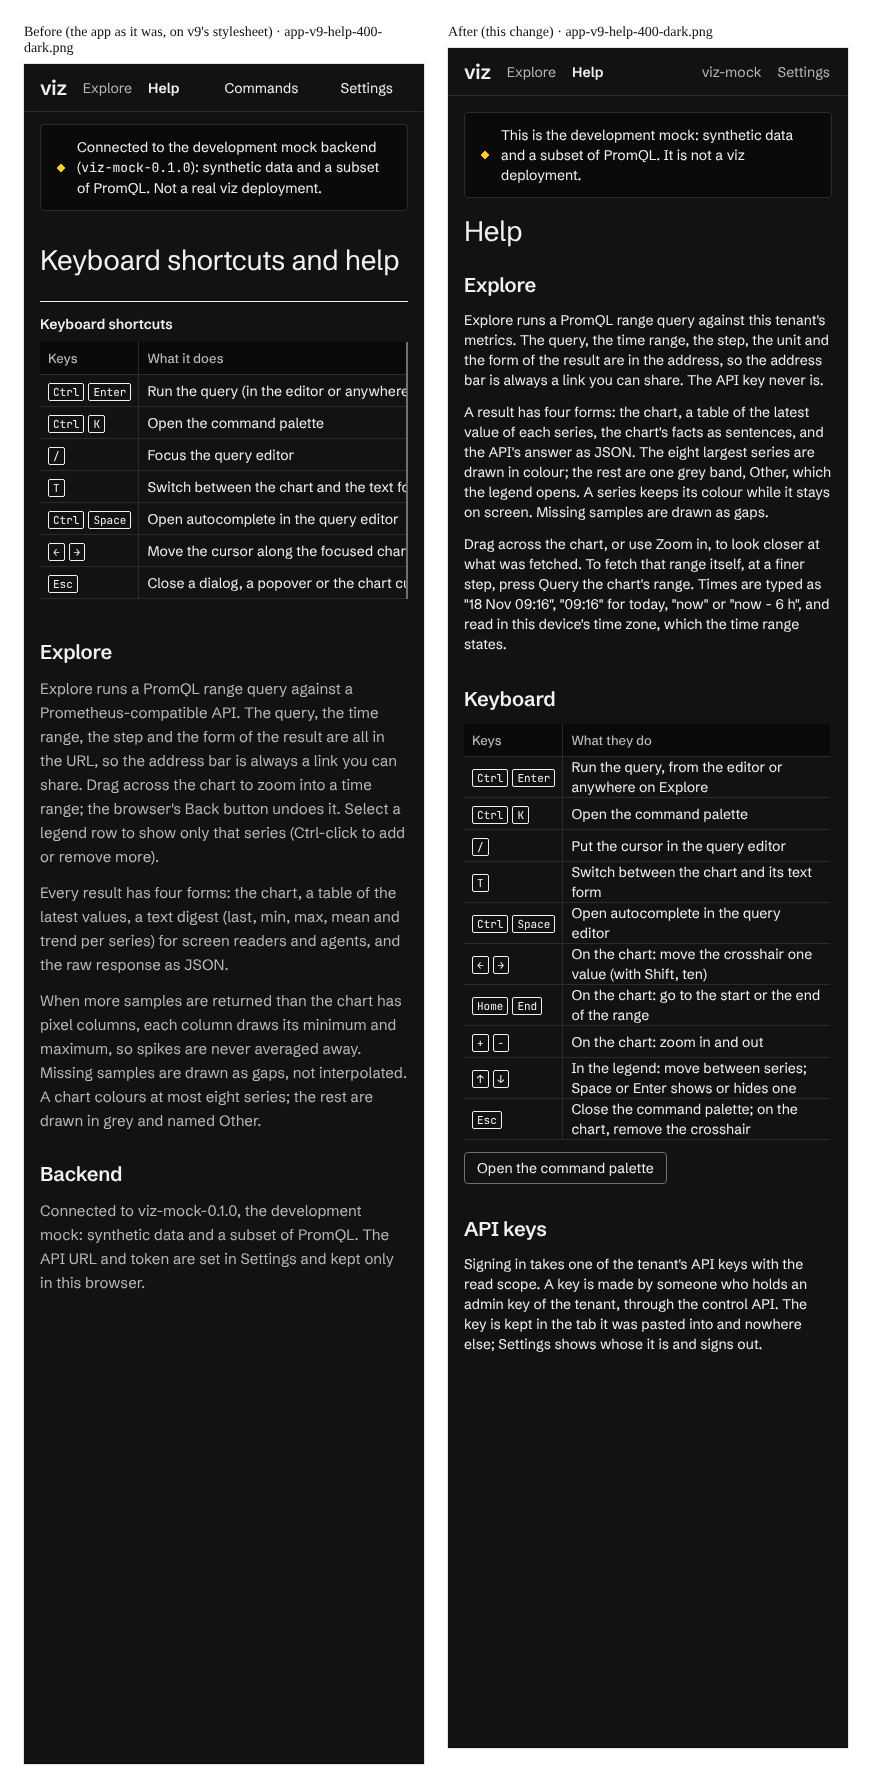 Before (the app as it was, on v9's stylesheet) · app-v9-help-400-
dark.png
viz Explore Help Commands Settings
Connected to the development mock backend
(viz-mock-0.1.0): synthetic data and a subset
of PromQL. Not a real viz deployment.
Keyboard shortcuts and help
Keyboard shortcuts
Keys What it does
Ctrl Enter Run the query (in the editor or anywhere
Ctrl K Open the command palette
/ Focus the query editor
T Switch between the chart and the text fo
Ctrl Space Open autocomplete in the query editor
← → Move the cursor along the focused char
Esc Close a dialog, a popover or the chart cu
Explore
Explore runs a PromQL range query against a
Prometheus-compatible API. The query, the time
range, the step and the form of the result are all in
the URL, so the address bar is always a link you can
share. Drag across the chart to zoom into a time
range; the browser's Back button undoes it. Select a
legend row to show only that series (Ctrl-click to add
or remove more).
Every result has four forms: the chart, a table of the
latest values, a text digest (last, min, max, mean and
trend per series) for screen readers and agents, and
the raw response as JSON.
When more samples are returned than the chart has
pixel columns, each column draws its minimum and
maximum, so spikes are never averaged away.
Missing samples are drawn as gaps, not interpolated.
A chart colours at most eight series; the rest are
drawn in grey and named Other.
Backend
Connected to viz-mock-0.1.0, the development
mock: synthetic data and a subset of PromQL. The
API URL and token are set in Settings and kept only
in this browser.
After (this change) · app-v9-help-400-dark.png
viz Explore Help viz-mock Settings
This is the development mock: synthetic data
and a subset of PromQL. It is not a viz
deployment.
Help
Explore
Explore runs a PromQL range query against this tenant's
metrics. The query, the time range, the step, the unit and
the form of the result are in the address, so the address
bar is always a link you can share. The API key never is.
A result has four forms: the chart, a table of the latest
value of each series, the chart's facts as sentences, and
the API's answer as JSON. The eight largest series are
drawn in colour; the rest are one grey band, Other, which
the legend opens. A series keeps its colour while it stays
on screen. Missing samples are drawn as gaps.
Drag across the chart, or use Zoom in, to look closer at
what was fetched. To fetch that range itself, at a finer
step, press Query the chart's range. Times are typed as
"18 Nov 09:16", "09:16" for today, "now" or "now - 6 h", and
read in this device's time zone, which the time range
states.
Keyboard
Keys What they do
Ctrl Enter Run the query, from the editor or
anywhere on Explore
Ctrl K Open the command palette
/ Put the cursor in the query editor
T Switch between the chart and its text
form
Ctrl Space Open autocomplete in the query
editor
← → On the chart: move the crosshair one
value (with Shift, ten)
Home End On the chart: go to the start or the end
of the range
+ - On the chart: zoom in and out
↑ ↓ In the legend: move between series;
Space or Enter shows or hides one
Esc Close the command palette; on the
chart, remove the crosshair
Open the command palette
API keys
Signing in takes one of the tenant's API keys with the
read scope. A key is made by someone who holds an
admin key of the tenant, through the control API. The
key is kept in the tab it was pasted into and nowhere
else; Settings shows whose it is and signs out.